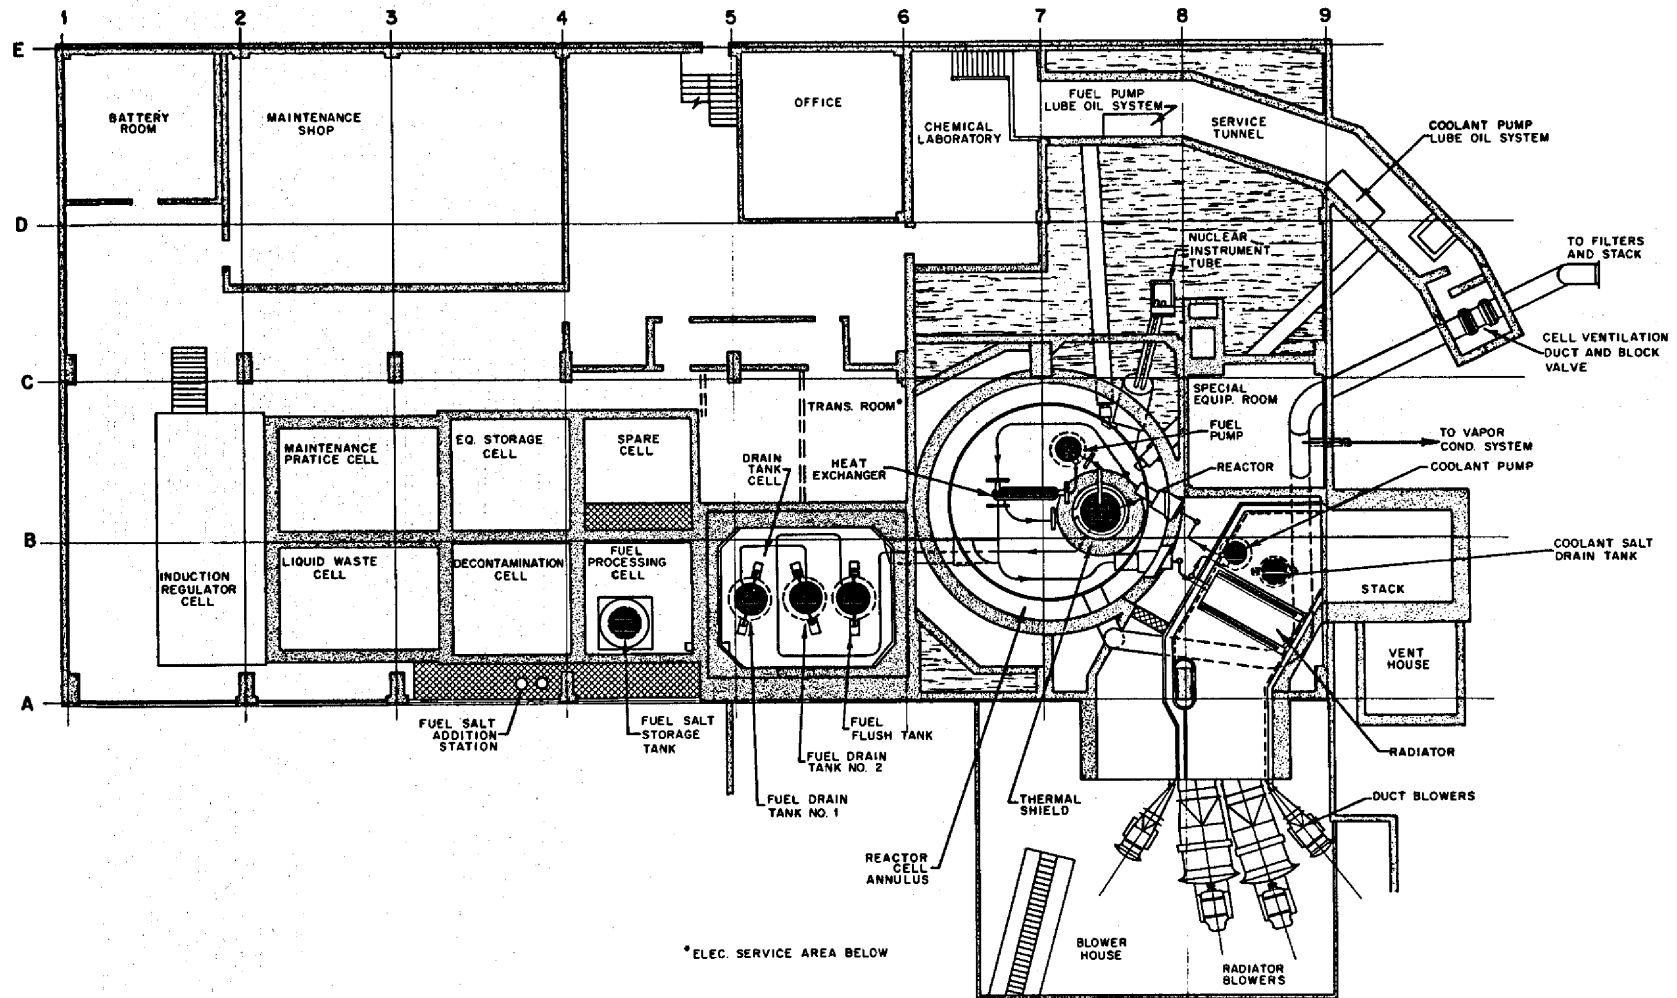 1 2 3 4 5 6 7 8 9
E
D
C
B
A
BATTERY
ROOM
MAINTENANCE
SHOP
OFFICE
CHEMICAL
LABORATORY
FUEL PUMP
LUBE OIL SYSTEM
SERVICE
TUNNEL
COOLANT PUMP
LUBE OIL SYSTEM
NUCLEAR
INSTRUMENT
TUBE
TO FILTERS
AND STACK
CELL VENTILATION
DUCT AND BLOCK
VALVE
SPECIAL
EQUIP. ROOM
TRANS. ROOM*
FUEL
PUMP
TO VAPOR
COND. SYSTEM
COOLANT PUMP
REACTOR
MAINTENANCE
PRATICE CELL
EQ. STORAGE
CELL
SPARE
CELL
DRAIN
TANK
CELL
HEAT
EXCHANGER
INDUCTION
REGULATOR
CELL
LIQUID WASTE
CELL
DECONTAMINATION
CELL
FUEL
PROCESSING
CELL
COOLANT SALT
DRAIN TANK
STACK
VENT
HOUSE
FUEL SALT
ADDITION
STATION
FUEL SALT
STORAGE
TANK
FUEL
FLUSH TANK
FUEL DRAIN
TANK NO. 2
FUEL DRAIN
TANK NO. 1
THERMAL
SHIELD
RADIATOR
DUCT BLOWERS
REACTOR
CELL
ANNULUS
*ELEC. SERVICE AREA BELOW
BLOWER
HOUSE
RADIATOR
BLOWERS